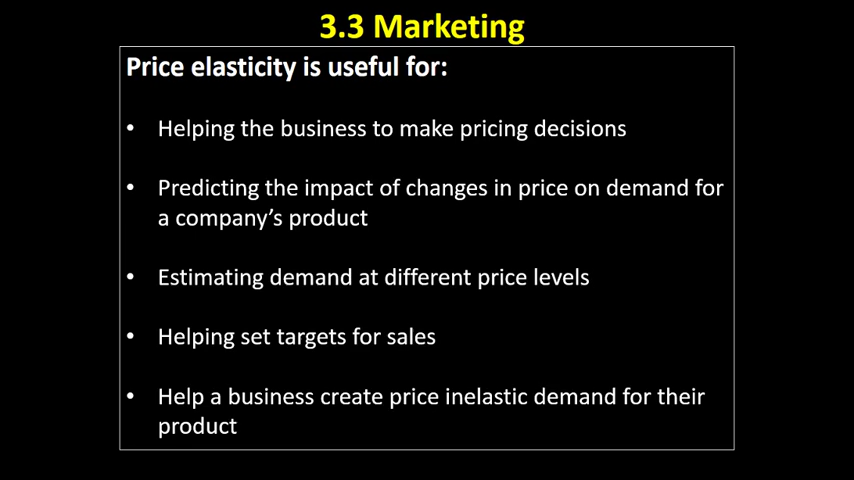 3.3 Marketing
Price elasticity is useful for:
• Helping the business to make pricing decisions
• Predicting the impact of changes in price on demand for
a company’s product
• Estimating demand at different price levels
• Helping set targets for sales
• Help a business create price inelastic demand for their
product